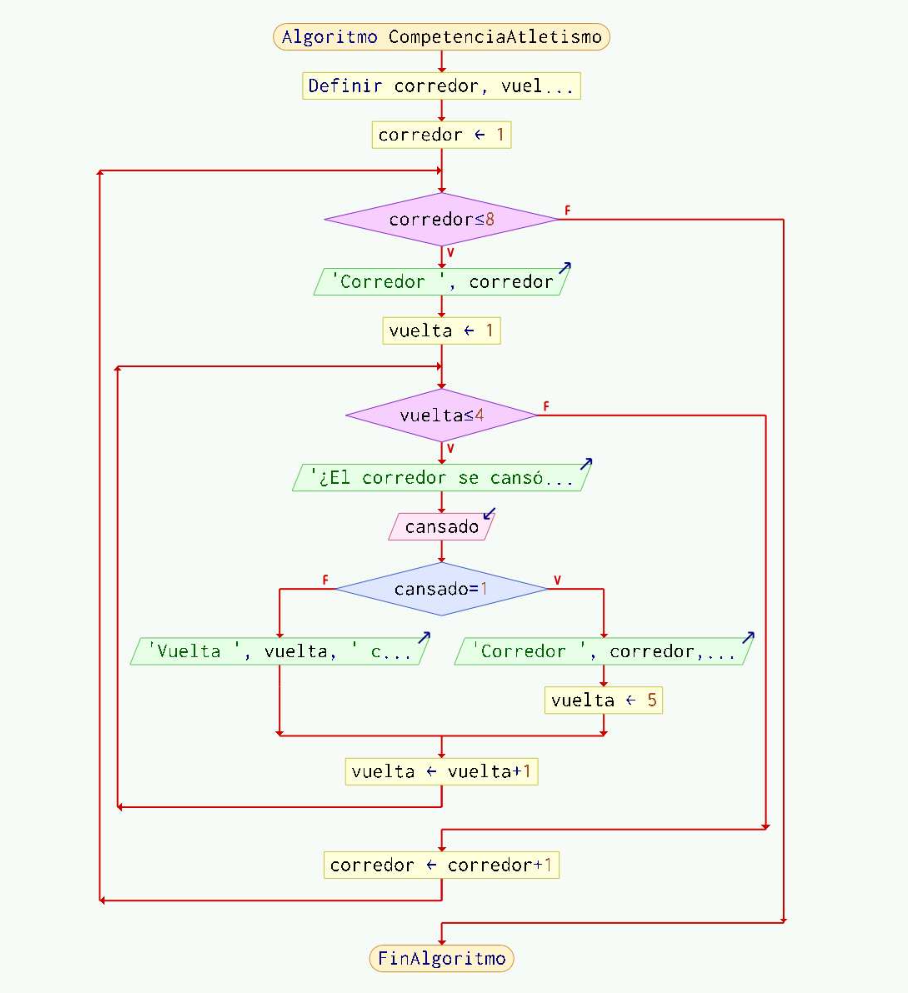 Algoritmo CompetenciaAtletismo
Definir corredor, vuel...
corredor ← 1
corredor≤8
F
V
'Corredor ', corredor
vuelta ← 1
vuelta≤4
F
V
'¿El corredor se cansó...
cansado
F
cansado=1
V
'Vuelta ', vuelta, ' c...
'Corredor ', corredor,...
vuelta ← 5
vuelta ← vuelta+1
corredor ← corredor+1
FinAlgoritmo